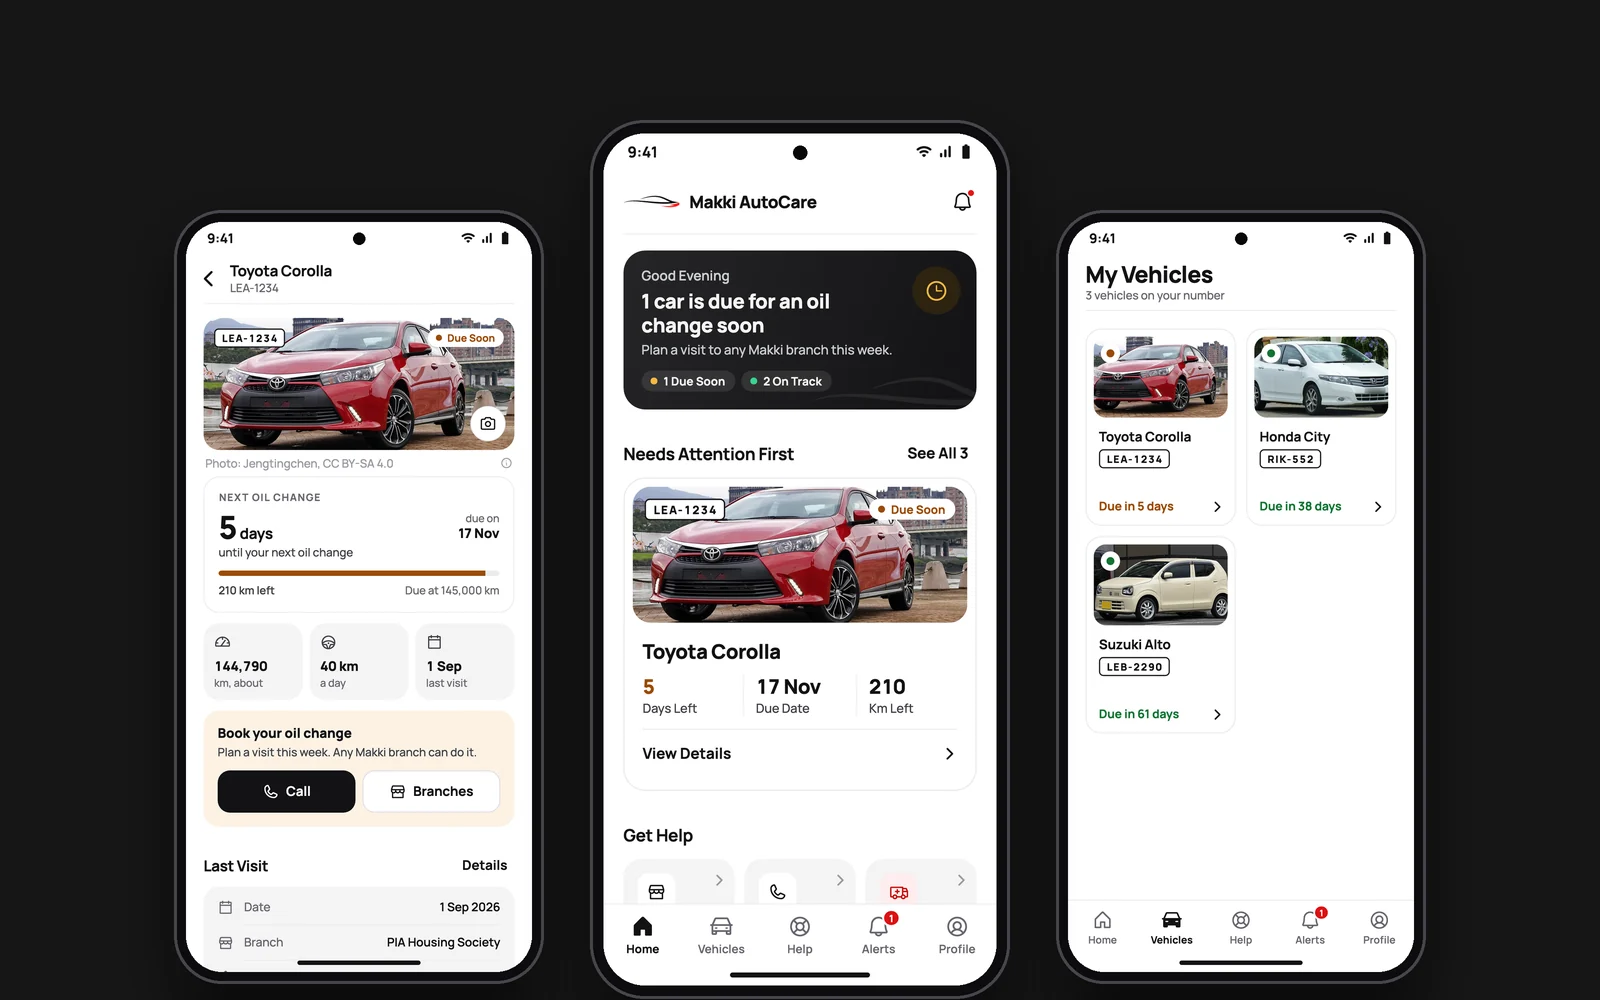 9:41
Toyota Corolla
LEA-1234
LEA-1234
Due Soon
Photo: Jengtingchen, CC BY-SA 4.0
NEXT OIL CHANGE
5 days
due on
17 Nov
until your next oil change
210 km left
Due at 145,000 km
144,790
km, about
40 km
a day
1 Sep
last visit
Book your oil change
Plan a visit this week. Any Makki branch can do it.
Call
Branches
Last Visit
Details
Date
1 Sep 2026
Branch
PIA Housing Society
9:41
Makki AutoCare
Good Evening
1 car is due for an oil
change soon
Plan a visit to any Makki branch this week.
1 Due Soon
2 On Track
Needs Attention First
See All 3
LEA-1234
Due Soon
Toyota Corolla
5
Days Left
17 Nov
Due Date
210
Km Left
View Details
Get Help
1
Home
Vehicles
Help
Alerts
Profile
9:41
My Vehicles
3 vehicles on your number
Toyota Corolla
LEA-1234
Due in 5 days
Honda City
RIK-552
Due in 38 days
Suzuki Alto
LEB-2290
Due in 61 days
1
Home
Vehicles
Help
Alerts
Profile